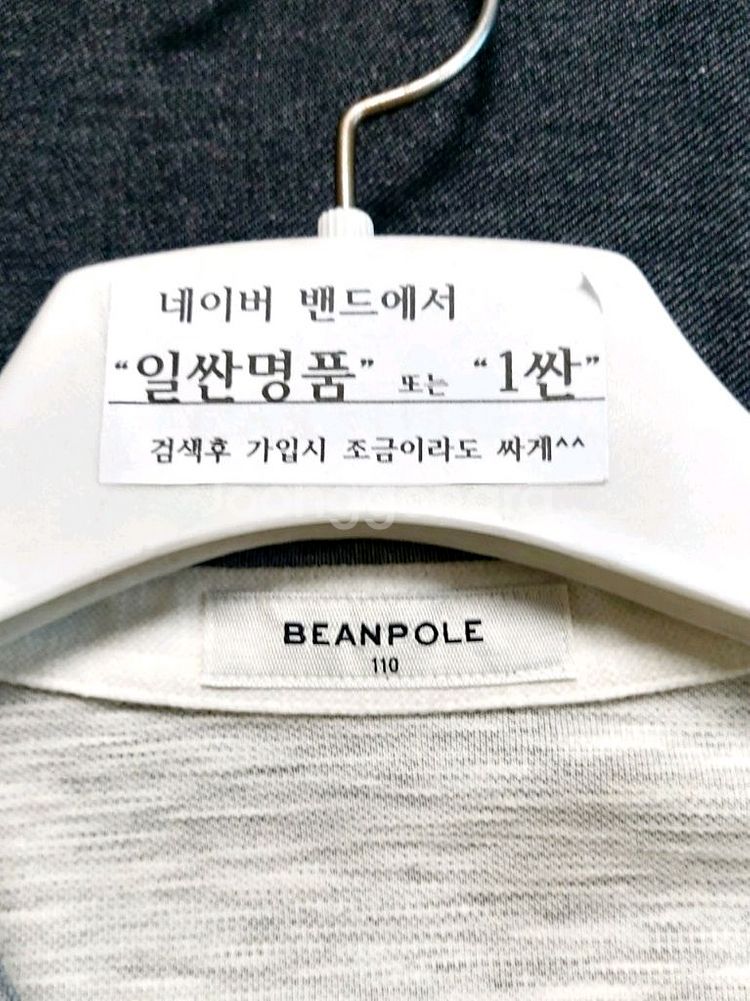 네이버 밴드에서
“일싼명품” 또는 “1싼”
검색후 가입시 조금이라도 싸게^^
BEANPOLE
110